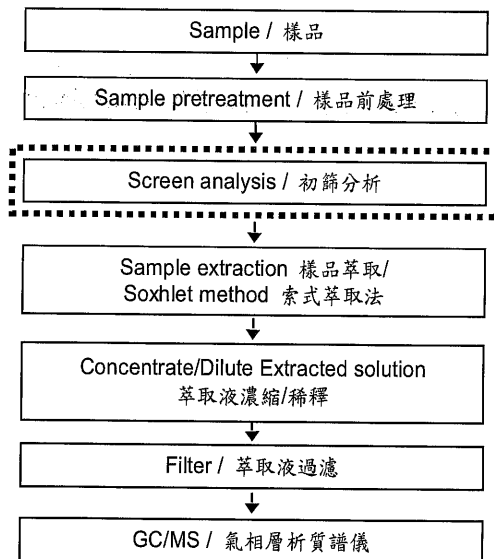 Sample / 樣品
Sample pretreatment / 樣品前處理
Screen analysis / 初篩分析
Sample extraction 樣品萃取/
Soxhlet method 索式萃取法
Concentrate/Dilute Extracted solution
萃取液濃縮/稀釋
Filter / 萃取液過濾
GC/MS / 氣相層析質譜儀